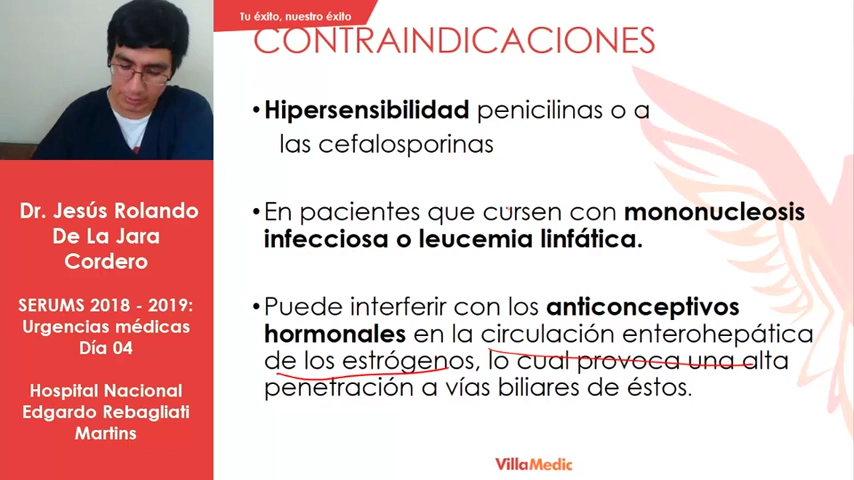 Tu éxito, nuestro éxito
CONTRAINDICACIONES
•Hipersensibilidad penicilinas o a
las cefalosporinas
•En pacientes que cursen con mononucleosis
infecciosa o leucemia linfática.
•Puede interferir con los anticonceptivos
hormonales en la circulación enterohepática
de los estrógenos, lo cual provoca una alta
penetración a vías biliares de éstos.
Dr. Jesús Rolando
De La Jara
Cordero
SERUMS 2018 - 2019:
Urgencias médicas
Día 04
Hospital Nacional
Edgardo Rebagliati
Martins
VillaMedic